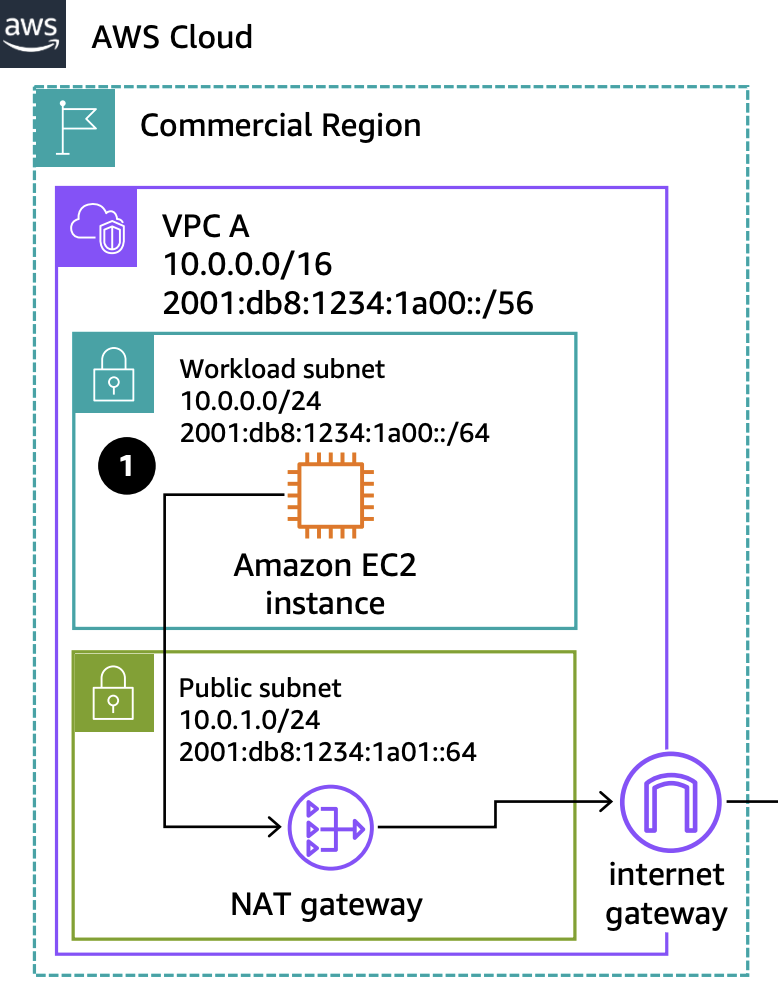 aws
AWS Cloud
Commercial Region
VPC A
10.0.0.0/16
2001:db8:1234:1a00::/56
Workload subnet
10.0.0.0/24
2001:db8:1234:1a00::/64
1
Amazon EC2
instance
Public subnet
10.0.1.0/24
2001:db8:1234:1a01::64
NAT gateway
internet
gateway